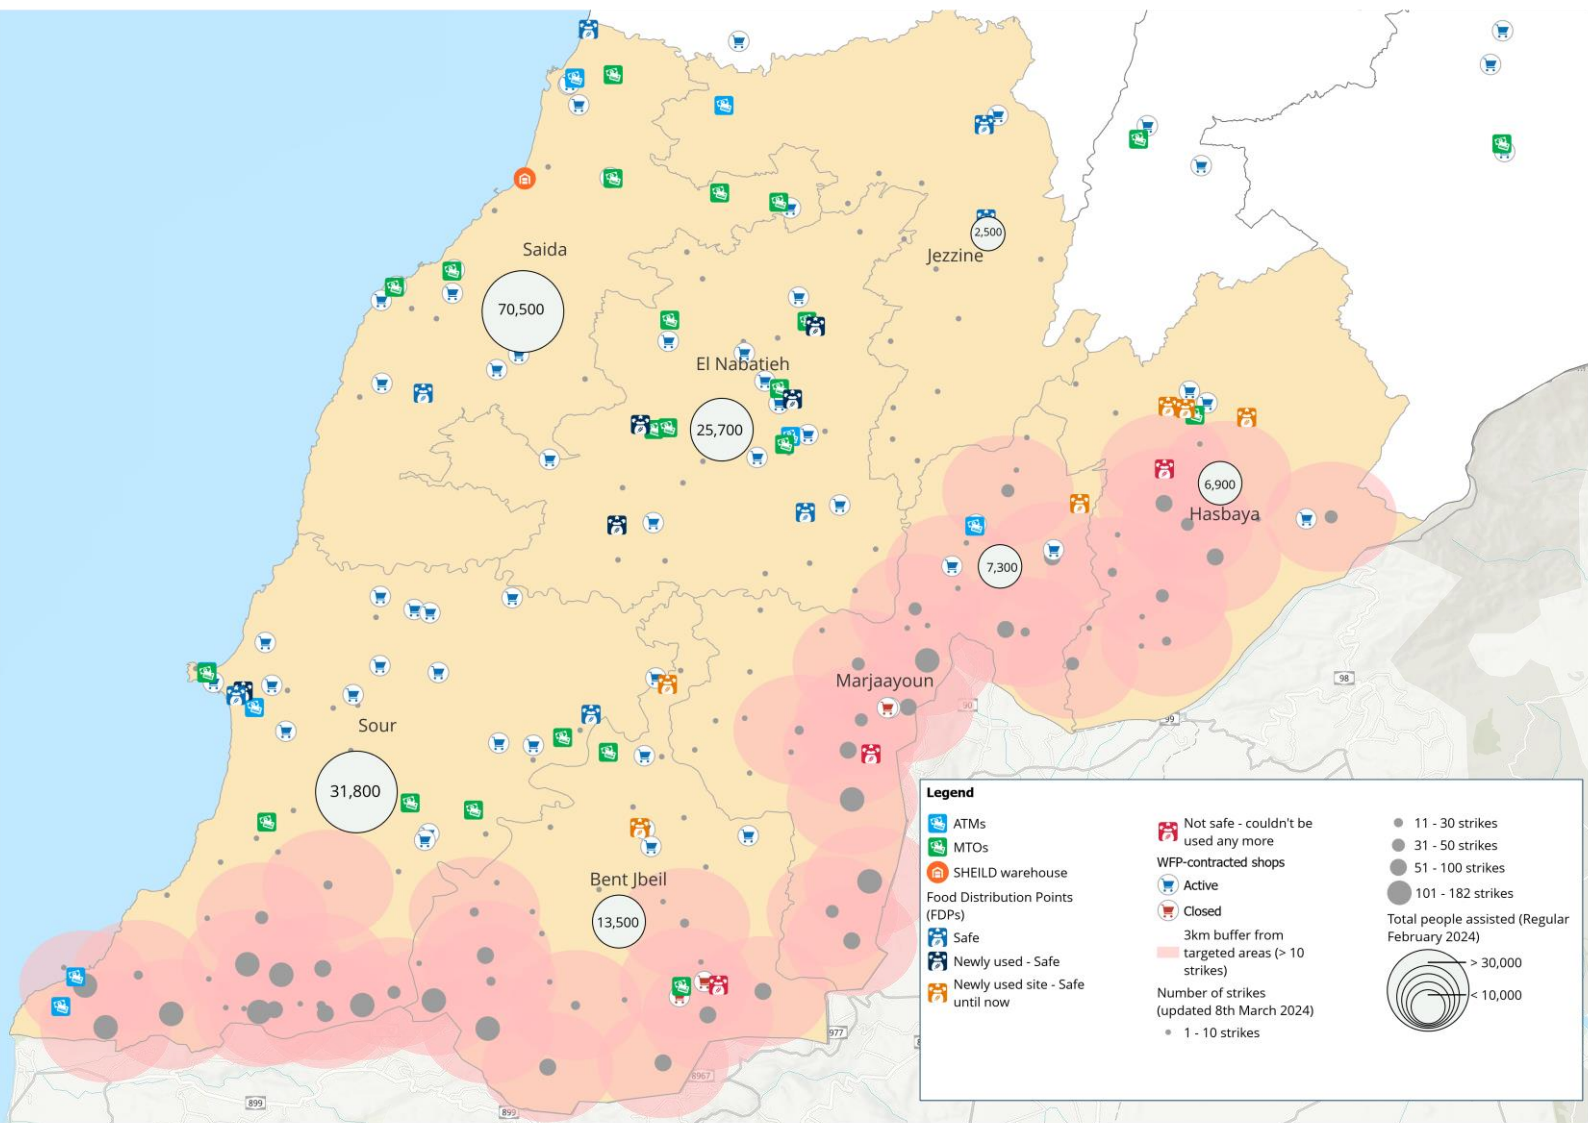 2,500
Saida
Jezzine
70,500
El Nabatieh
25,700
6,900
Hasbaya
7,300
98
Marjaayoun
90
99
Sour
31,800
Bent Jbeil
13,500
977
8967
899
899
Legend
ATMs
MTOs
SHEILD warehouse
Food Distribution Points
(FDPs)
Safe
Newly used - Safe
Newly used site - Safe
until now
Not safe - couldn't be
used any more
WFP-contracted shops
Active
Closed
3km buffer from
targeted areas (> 10
strikes)
Number of strikes
(updated 8th March 2024)
1 - 10 strikes
11 - 30 strikes
31 - 50 strikes
51 - 100 strikes
101 - 182 strikes
Total people assisted (Regular
February 2024)
> 30,000
< 10,000